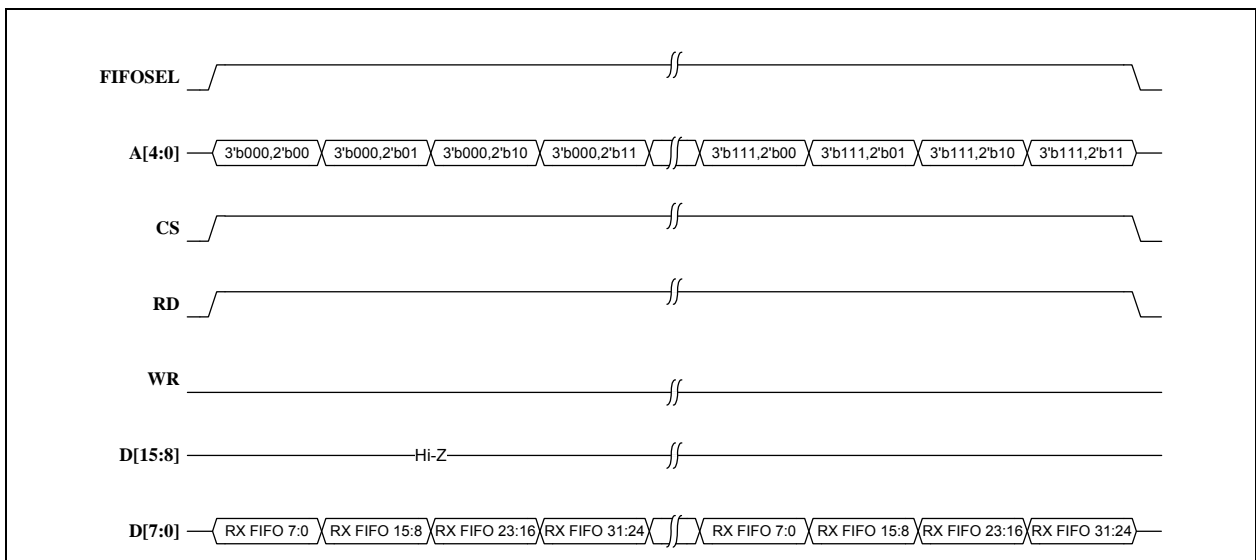 FIFOSEL
A[4:0] 3'b000,2'b00 3'b000,2'b01 3'b000,2'b10 3'b000,2'b11 3'b111,2'b00 3'b111,2'b01 3'b111,2'b10 3'b111,2'b11
CS
RD
WR
D[15:8] Hi-Z
D[7:0] RX FIFO 7:0 RX FIFO 15:8 RX FIFO 23:16 RX FIFO 31:24 RX FIFO 7:0 RX FIFO 15:8 RX FIFO 23:16 RX FIFO 31:24